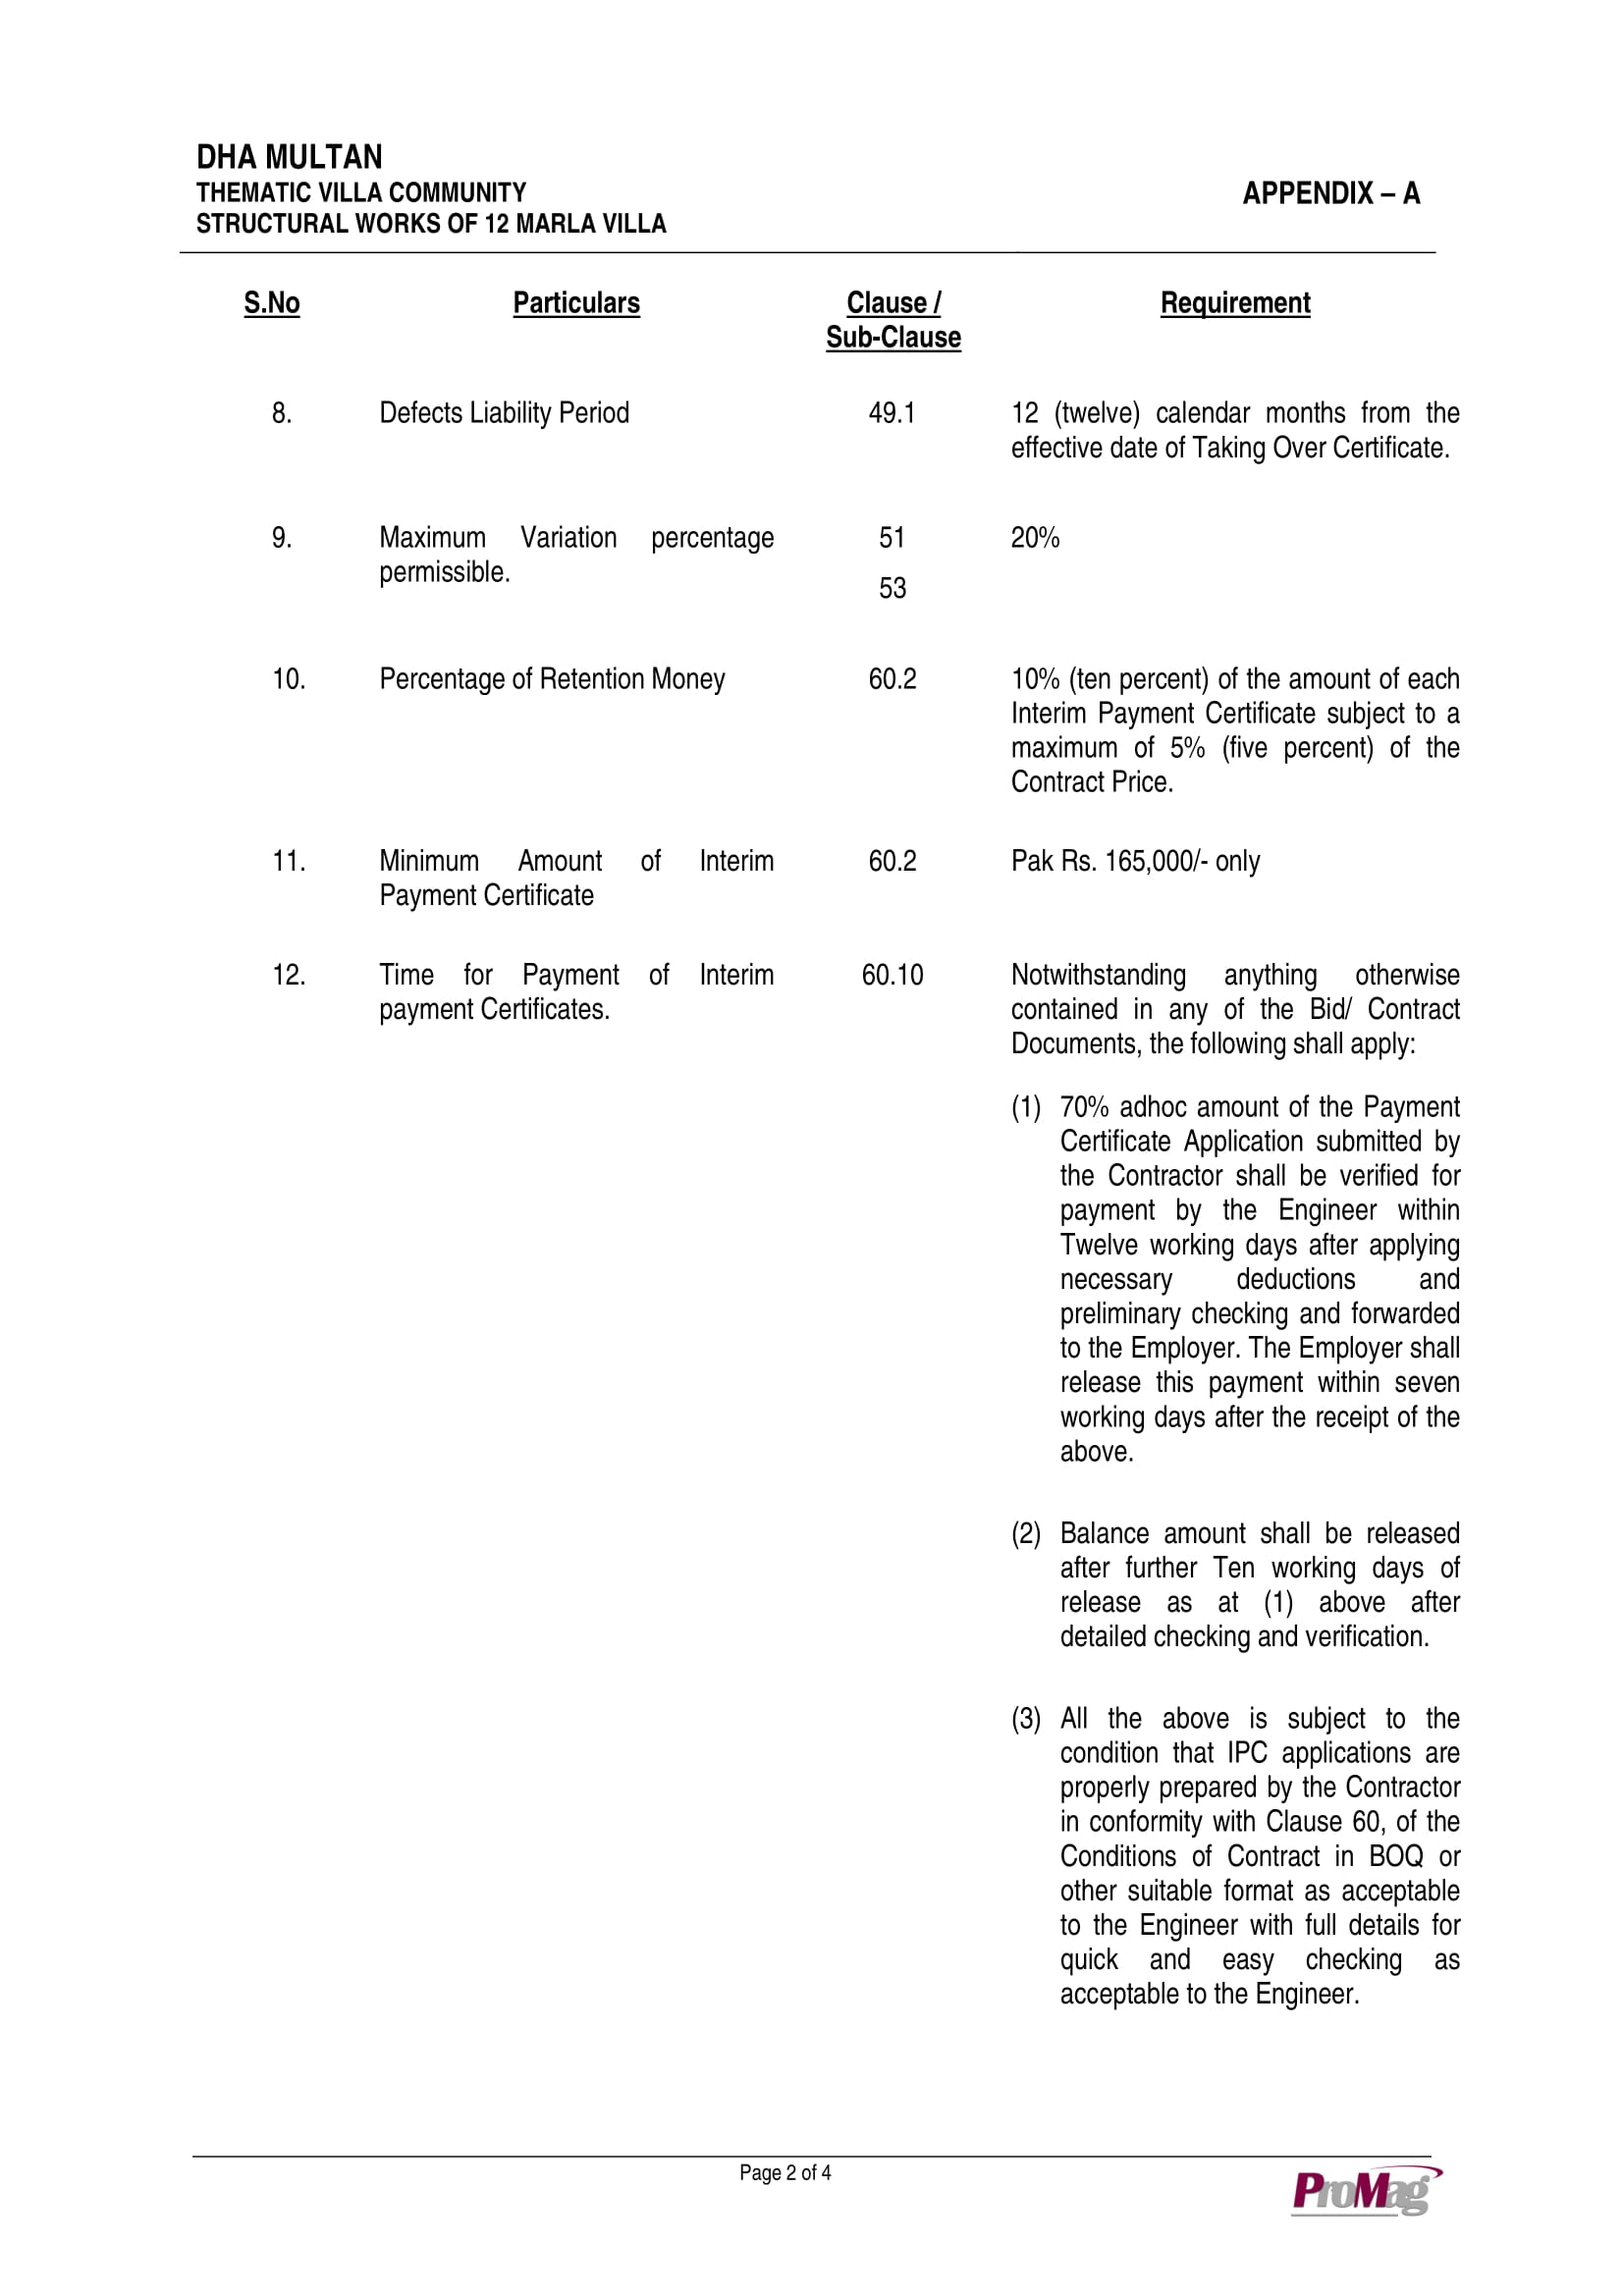 DHA MULTAN
THEMATIC VILLA COMMUNITY
STRUCTURAL WORKS OF 12 MARLA VILLA
APPENDIX – A
S.No Particulars Clause / Requirement
Sub-Clause
8. Defects Liability Period 49.1 12 (twelve) calendar months from the
effective date of Taking Over Certificate.
9. Maximum Variation percentage 51 20%
permissible.
53
10. Percentage of Retention Money 60.2 10% (ten percent) of the amount of each
Interim Payment Certificate subject to a
maximum of 5% (five percent) of the
Contract Price.
11. Minimum Amount of Interim 60.2 Pak Rs. 165,000/- only
Payment Certificate
12. Time for Payment of Interim 60.10 Notwithstanding anything otherwise
payment Certificates. contained in any of the Bid/ Contract
Documents, the following shall apply:
(1) 70% adhoc amount of the Payment
Certificate Application submitted by
the Contractor shall be verified for
payment by the Engineer within
Twelve working days after applying
necessary deductions and
preliminary checking and forwarded
to the Employer. The Employer shall
release this payment within seven
working days after the receipt of the
above.
(2) Balance amount shall be released
after further Ten working days of
release as at (1) above after
detailed checking and verification.
(3) All the above is subject to the
condition that IPC applications are
properly prepared by the Contractor
in conformity with Clause 60, of the
Conditions of Contract in BOQ or
other suitable format as acceptable
to the Engineer with full details for
quick and easy checking as
acceptable to the Engineer.
Page 2 of 4
ProMag